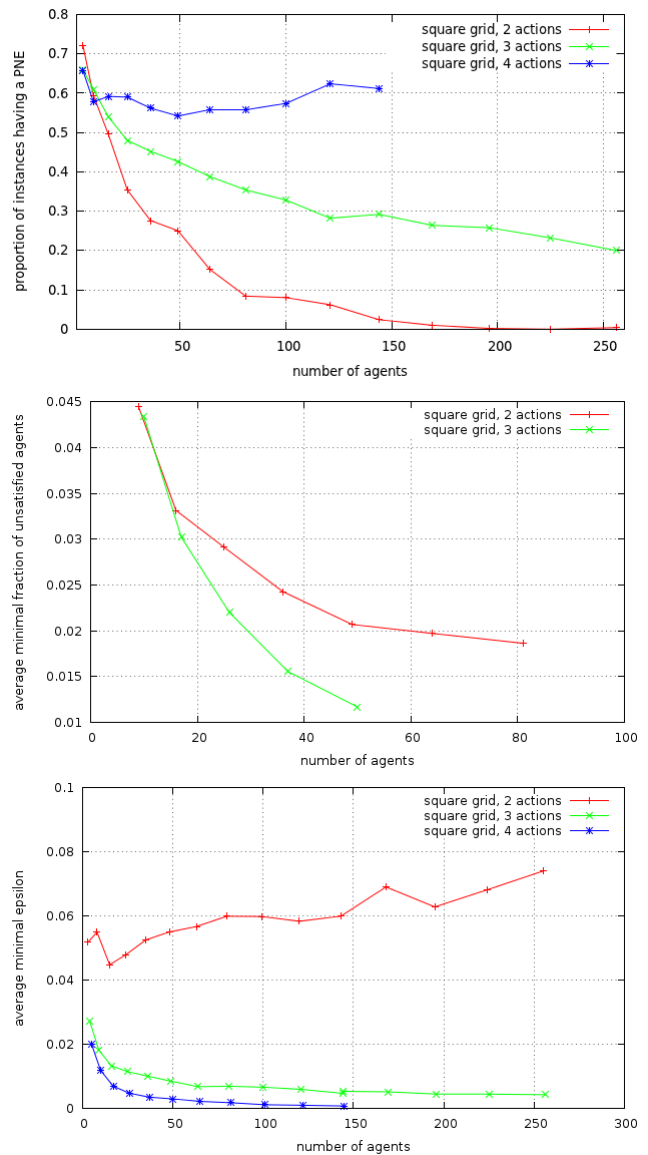 proportion of instances having a PNE
0.8
0.7
0.6
0.5
0.4
0.3
0.2
0.1
0
square grid, 2 actions
square grid, 3 actions
square grid, 4 actions
50
100
150
200
250
number of agents
average minimal fraction of unsatisfied agents
0.045
0.04
0.035
0.03
0.025
0.02
0.015
0.01
square grid, 2 actions
square grid, 3 actions
0
20
40
60
80
100
number of agents
average minimal epsilon
0.1
0.08
0.06
0.04
0.02
0
square grid, 2 actions
square grid, 3 actions
square grid, 4 actions
0
50
100
150
200
250
300
number of agents